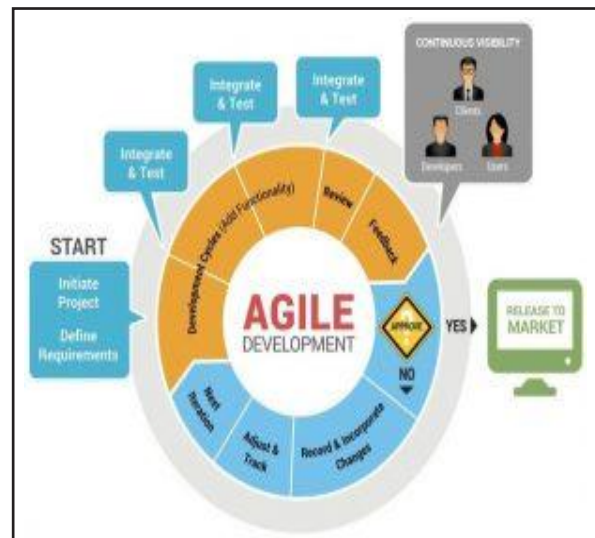 CONTINUOUS VISIBILITY
Clients
Developers
Users
Integrate
& Test
Integrate
& Test
Integrate
& Test
START
Initiate
Project
Define
Requirements
Development Cycles (Add Functionality)
Review
Feedback
AGILE
DEVELOPMENT
APPROVE
?
YES
NO
RELEASE TO
MARKET
Record & Incorporate
Changes
Adjust &
Track
Next
Iteration